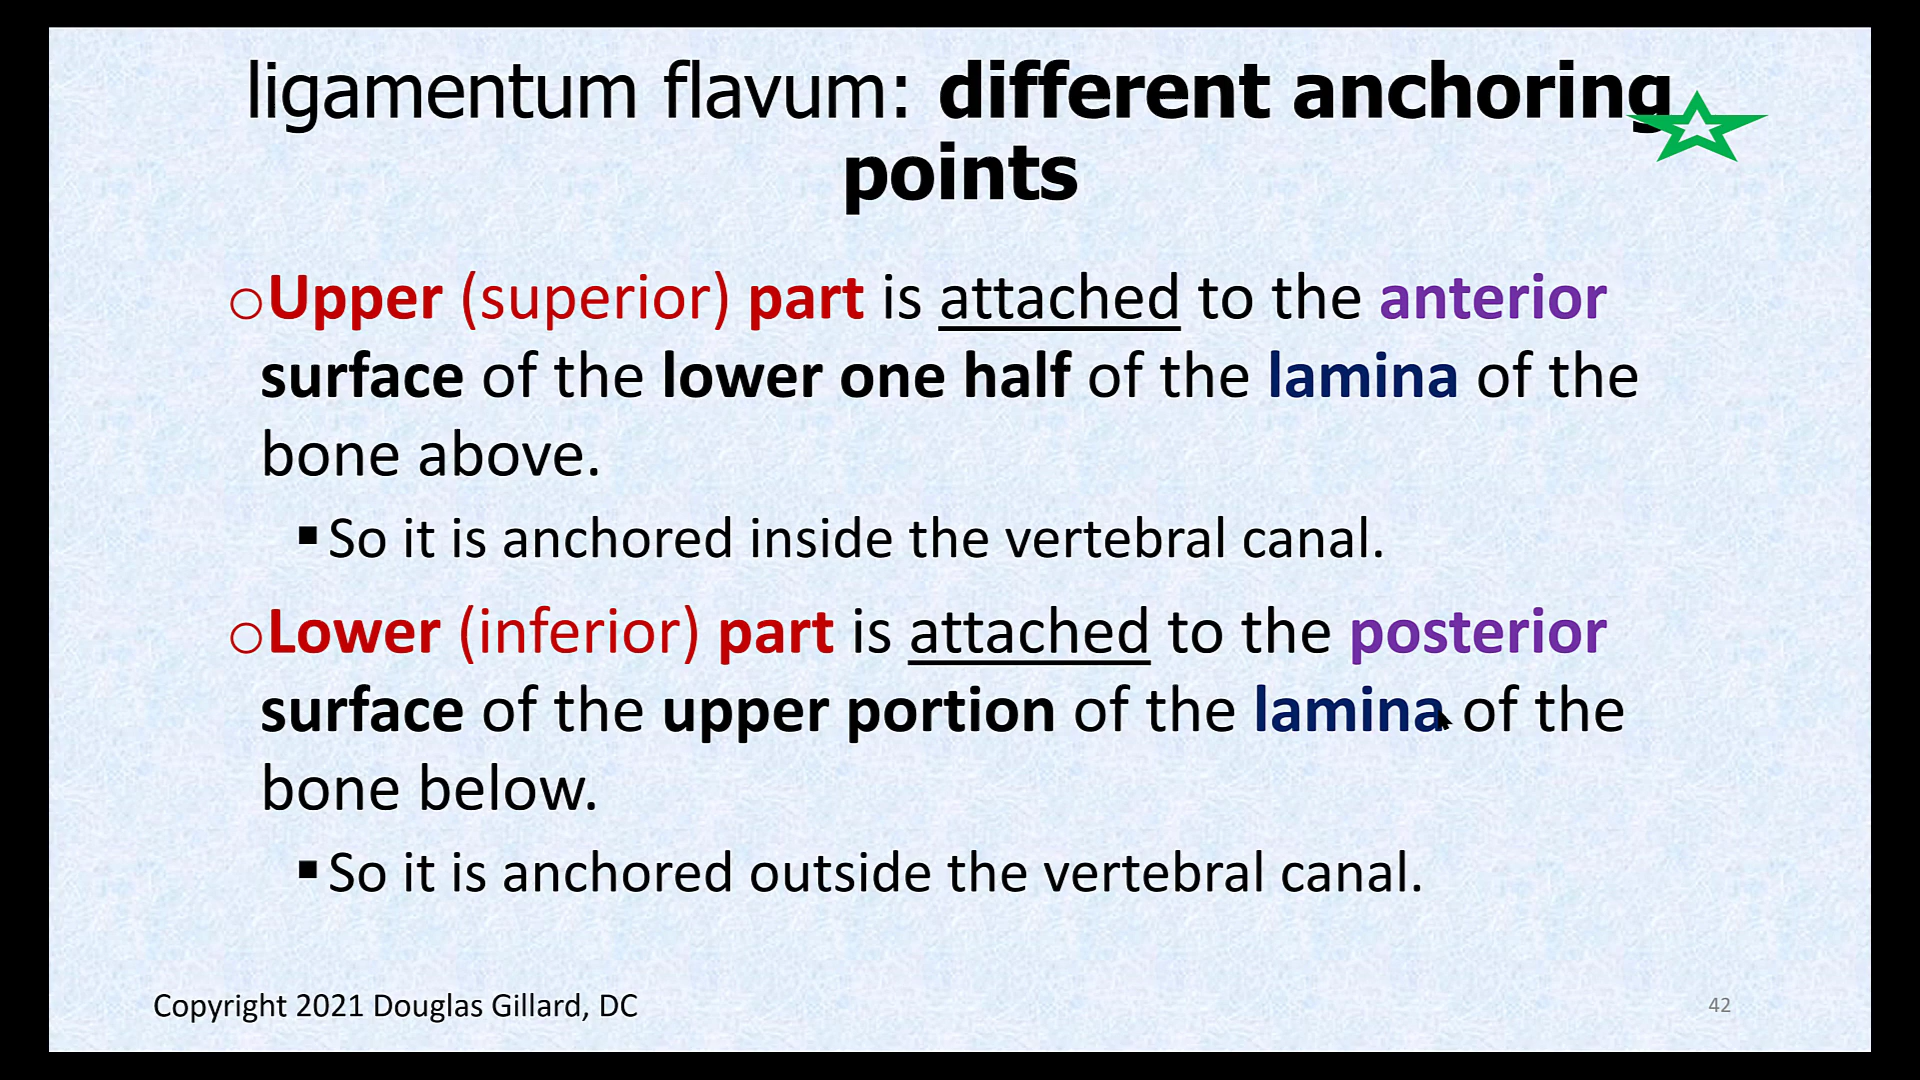 ligamentum flavum: different anchoring
points
oUpper (superior) part is attached to the anterior
surface of the lower one half of the lamina of the
bone above.
▪So it is anchored inside the vertebral canal.
oLower (inferior) part is attached to the posterior
surface of the upper portion of the lamina of the
bone below.
▪So it is anchored outside the vertebral canal.
Copyright 2021 Douglas Gillard, DC
42